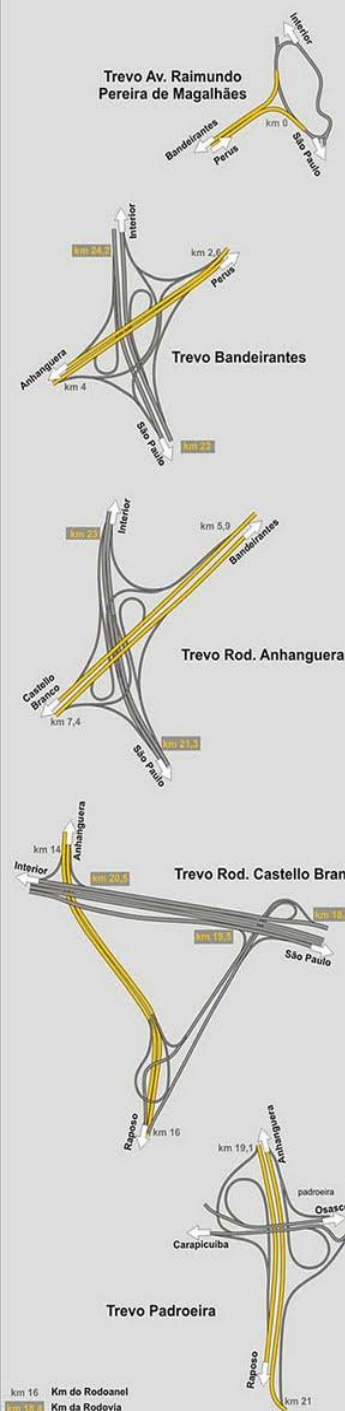 Interior
Trevo Av. Raimundo
Pereira de Magalhães
km 0
Bandeirantes
Perus
São Paulo
Interior
km 24,2
km 2,6
Perus
Trevo Bandeirantes
Anhanguera
km 4
São Paulo
km 23
Interior
km 23
km 5,9
Bandeirantes
Trevo Rod. Anhanguera
Castello
Branco
km 7,4
km 21,3
São Paulo
Anhanguera
km 14
Interior
km 20,5
Trevo Rod. Castello Bran
km 18,
km 19,5
São Paulo
Raposo
km 16
Anhanguera
km 19,1
padroeira
Osasco
Carapicuiba
Trevo Padroeira
Raposo
km 21
km 16 Km do Rodoanel
km 18,4 Km da Rodovia